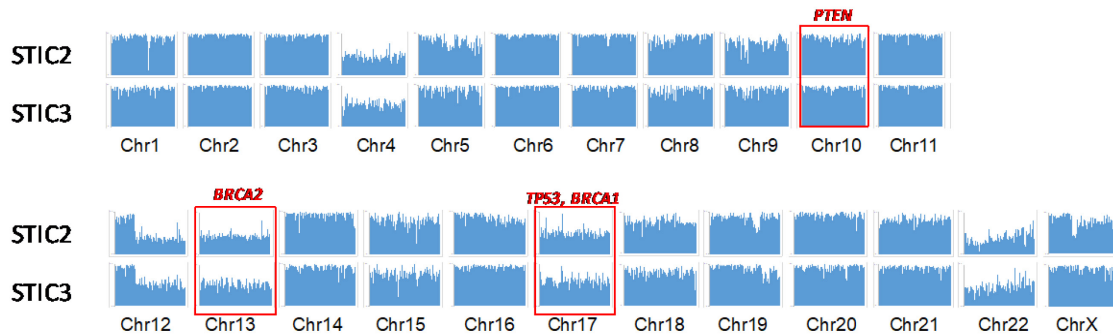 PTEN
STIC2
STIC3
Chr1 Chr2 Chr3 Chr4 Chr5 Chr6 Chr7 Chr8 Chr9 Chr10 Chr11
BRCA2 TP53, BRCA1
STIC2
STIC3
Chr12 Chr13 Chr14 Chr15 Chr16 Chr17 Chr18 Chr19 Chr20 Chr21 Chr22 ChrX